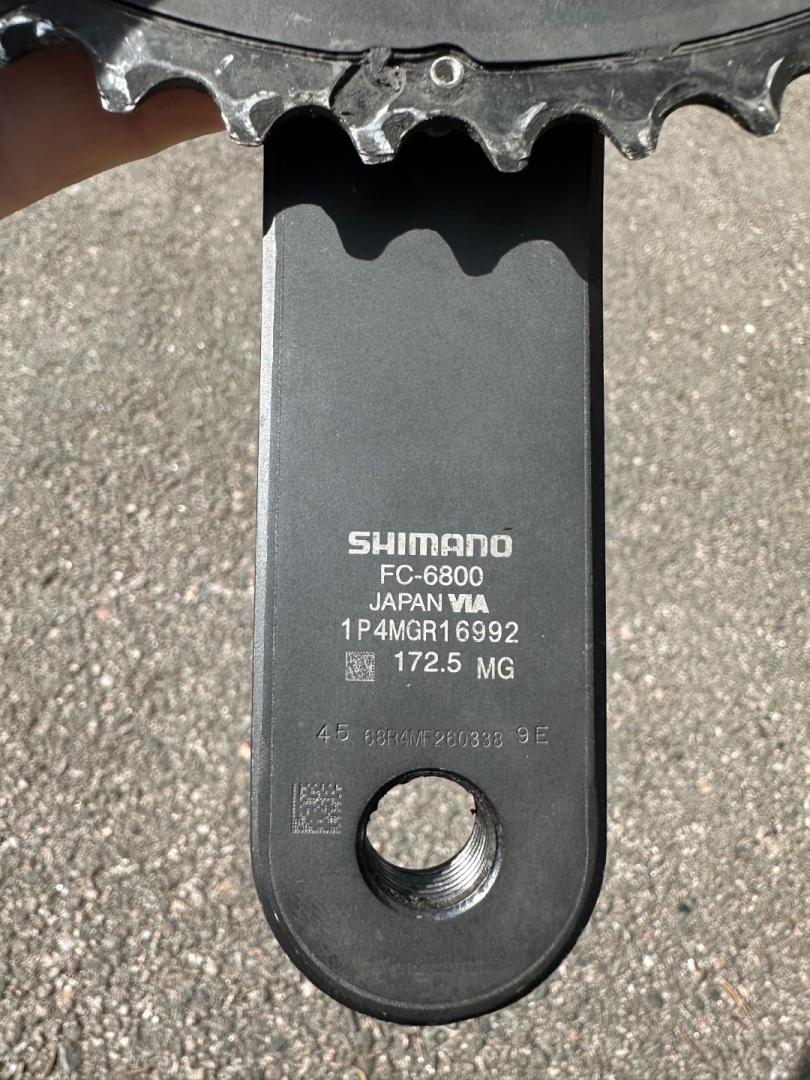 SHIMANO
FC-6800
JAPAN VIA
1P4MGR16992
172.5 MG
45 68R4MF260338 9E